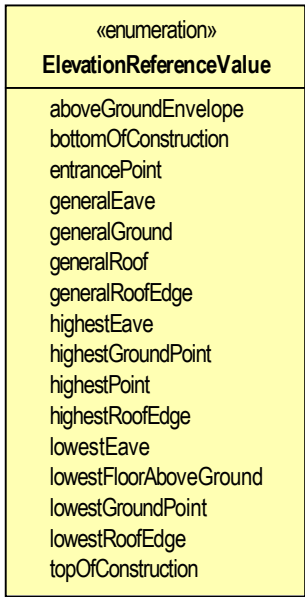 «enumeration»
ElevationReferenceValue
aboveGroundEnvelope
bottomOfConstruction
entrancePoint
generalEave
generalGround
generalRoof
generalRoofEdge
highestEave
highestGroundPoint
highestPoint
highestRoofEdge
lowestEave
lowestFloorAboveGround
lowestGroundPoint
lowestRoofEdge
topOfConstruction